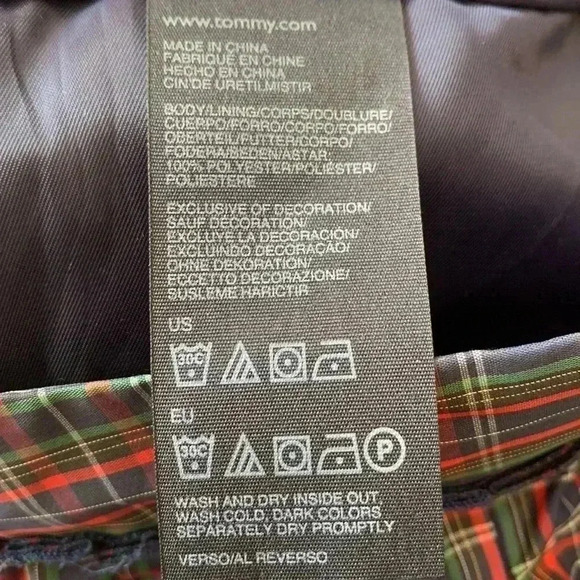 www.tommy.com
MADE IN CHINA
FABRIQUÉ EN CHINE
HECHO EN CHINA
CIN'DE ÜRETILMISTIR
BODY/LINING/CORPS/DOUBLURE/
CUERPO/FORRO/CORPO/FORRO/
OBERTEIL/FUTTER/CORPO/
FODERA/BEDEN/ASTAR
100% POLYESTER/POLIÉSTER/
POLIESTERE
EXCLUSIVE OF DECORATION/
SAUF DÉCORATION/
EXCLUYE LA DECORACIÓN/
EXCLUINDO DECORAÇÃO/
OHNE DEKORATION/
ECCETTO DECORAZIONE/
SUSLEME HARICTIR
US
30C
EU
30C P
WASH AND DRY INSIDE OUT,
WASH COLD, DARK COLORS
SEPARATELY DRY PROMPTLY
VERSO/AL REVERSO